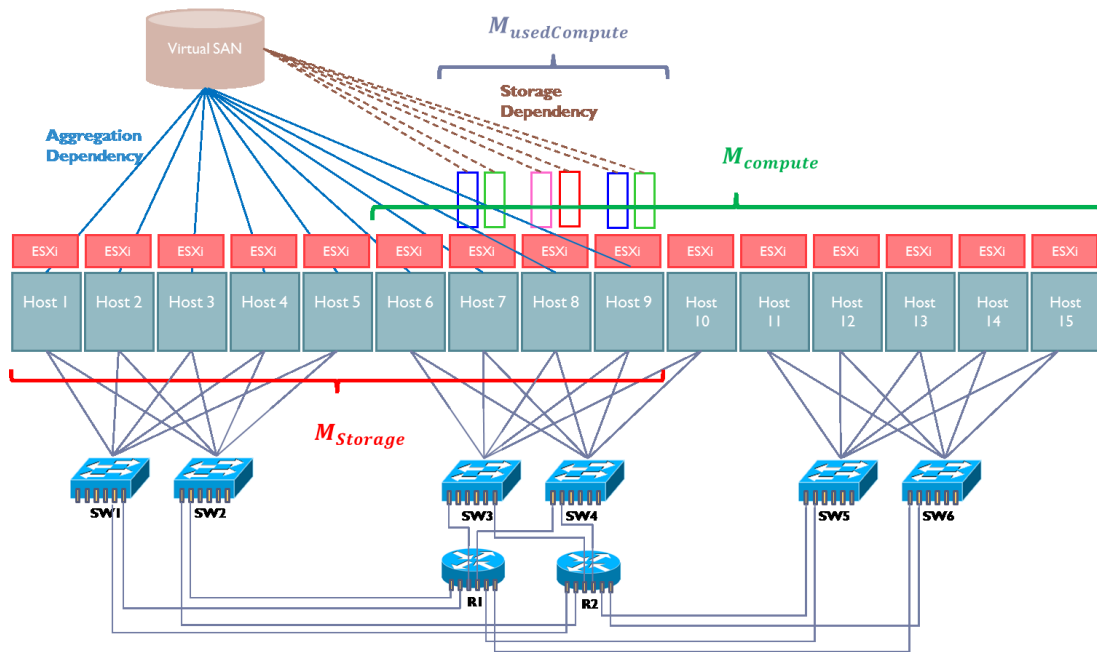 M_usedCompute
Virtual SAN
Storage
Dependency
Aggregation
Dependency
M_compute
ESXi ESXi ESXi ESXi ESXi ESXi ESXi ESXi ESXi ESXi ESXi ESXi ESXi ESXi ESXi
Host 1 Host 2 Host 3 Host 4 Host 5 Host 6 Host 7 Host 8 Host 9 Host 10 Host 11 Host 12 Host 13 Host 14 Host 15
M_Storage
SW1 SW2 SW3 SW4 SW5 SW6
R1 R2